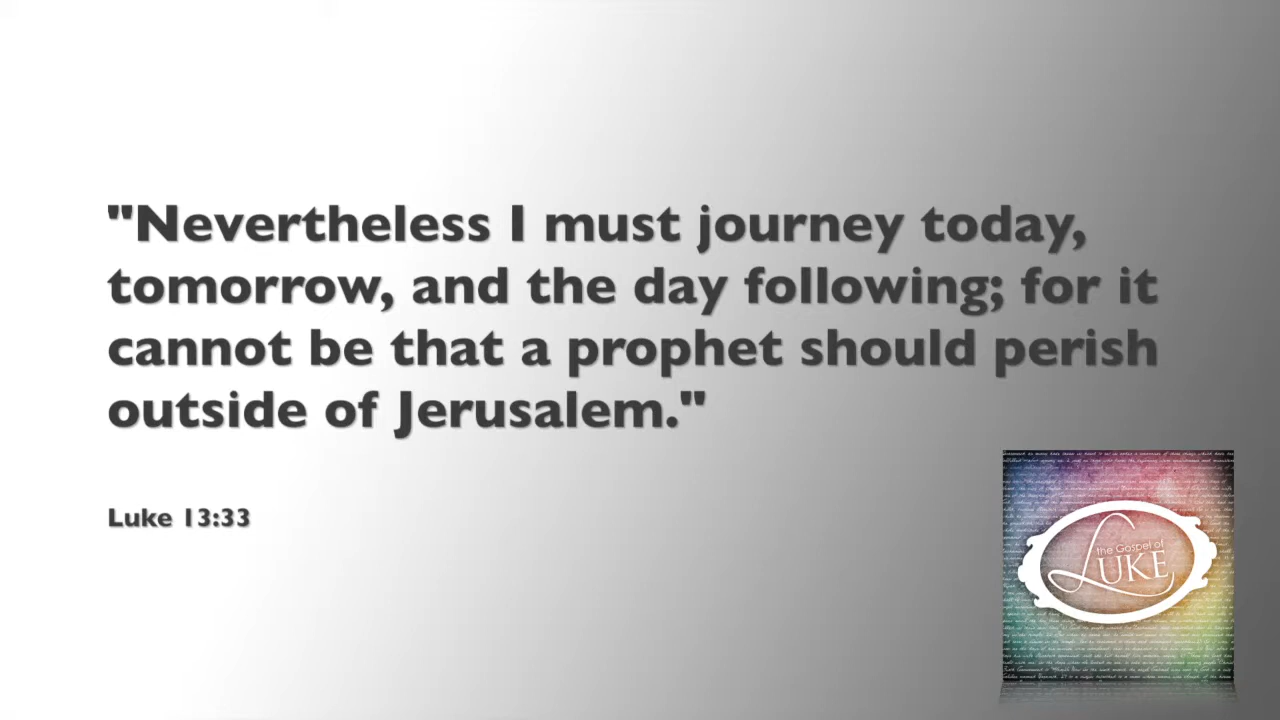 "Nevertheless I must journey today,
tomorrow, and the day following; for it
cannot be that a prophet should perish
outside of Jerusalem."
Luke 13:33
the Gospel of
LUKE